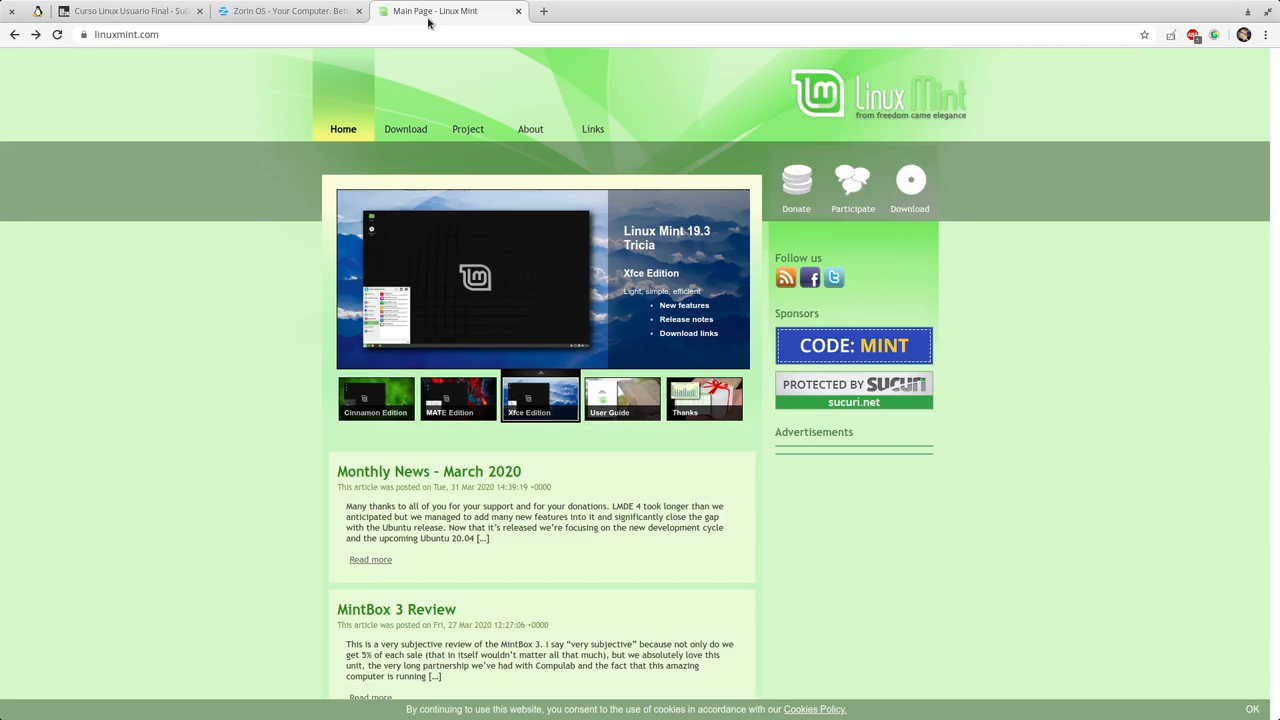 Curso Linux Usuario Final - SuG
Zorin OS - Your Computer. Bett
Main Page - Linux Mint
linuxmint.com
Linux Mint
from freedom came elegance
Home
Download
Project
About
Links
Donate
Participate
Download
Linux Mint 19.3
Tricia
Xfce Edition
Light, simple, efficient
• New features
• Release notes
• Download links
Cinnamon Edition
MATE Edition
Xfce Edition
User Guide
Thanks
Follow us
Sponsors
CODE: MINT
PROTECTED BY SUCURI
sucuri.net
Advertisements
Monthly News – March 2020
This article was posted on Tue, 31 Mar 2020 14:39:19 +0000
Many thanks to all of you for your support and for your donations. LMDE 4 took longer than we
anticipated but we managed to add many new features into it and significantly close the gap
with the Ubuntu release. Now that it’s released we’re focusing on the new development cycle
and the upcoming Ubuntu 20.04 […]
Read more
MintBox 3 Review
This article was posted on Fri, 27 Mar 2020 12:27:06 +0000
This is a very subjective review of the MintBox 3. I say “very subjective” because not only do we
get 5% of each sale (that in itself wouldn’t matter all that much), but we absolutely love this
unit, the very long partnership we’ve had with Compulab and the fact that this amazing
computer is running […]
Read more
By continuing to use this website, you consent to the use of cookies in accordance with our Cookies Policy.
OK